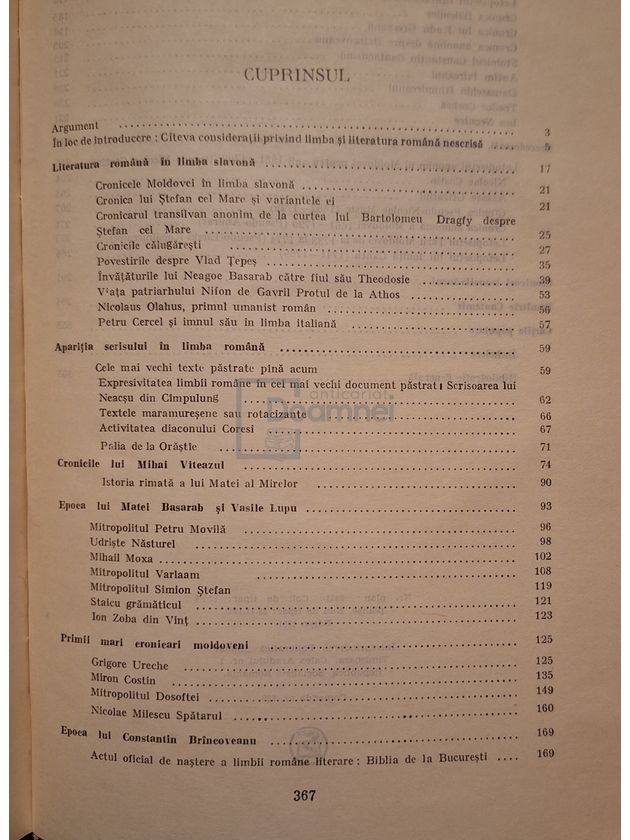 CUPRINSUL
Argument 3
În loc de introducere : Cîteva considerații privind limba și literatura română nescrisă 5
Literatura română în limba slavonă 17
Cronicele Moldovei în limba slavonă 21
Cronica lui Ștefan cel Mare și variantele ei 21
Cronicarul transilvan anonim de la curtea lui Bartolomeu Dragfy despre
Ștefan cel Mare 25
Cronicile călugărești 27
Povestirile despre Vlad Țepeș 35
Învățăturile lui Neagoe Basarab către fiul său Theodosie 39
Viața patriarhului Nifon de Gavril Protul de la Athos 53
Nicolaus Olahus, primul umanist român 56
Petru Cercel și imnul său în limba italiană 57
Apariția scrisului în limba română 59
Cele mai vechi texte păstrate pînă acum 59
Expresivitatea limbii române în cel mai vechi document păstrat: Scrisoarea lui
Neacșu din Cîmpulung 62
Textele maramureșene sau rotacizante 66
Activitatea diaconului Coresi 67
Palia de la Orăștie 71
Cronicile lui Mihai Viteazul 74
Istoria rimată a lui Matei al Mirelor 90
Epoca lui Matei Basarab și Vasile Lupu 93
Mitropolitul Petru Movilă 96
Udriște Năsturel 98
Mihail Moxa 102
Mitropolitul Varlaam 108
Mitropolitul Simion Ștefan 119
Staicu grămăticul 121
Ion Zoba din Vinț 123
Primii mari cronicari moldoveni 125
Grigore Ureche 125
Miron Costin 135
Mitropolitul Dosoftei 149
Nicolae Milescu Spătarul 160
Epoca lui Constantin Brîncoveanu 169
Actul oficial de naștere a limbii române literare : Biblia de la București 169
367
anticariat
Doamnei